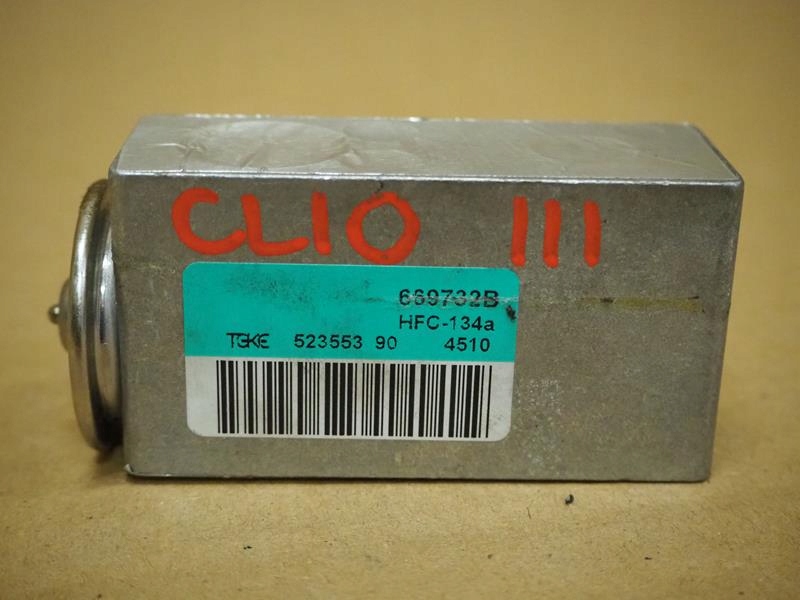 CLIO III
669732B
HFC-134a
TGKE 523553 90 4510